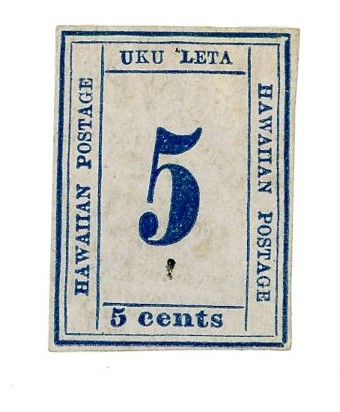 UKU LETA
HAWAIIAN POSTAGE
5
HAWAIIAN POSTAGE
5 cents